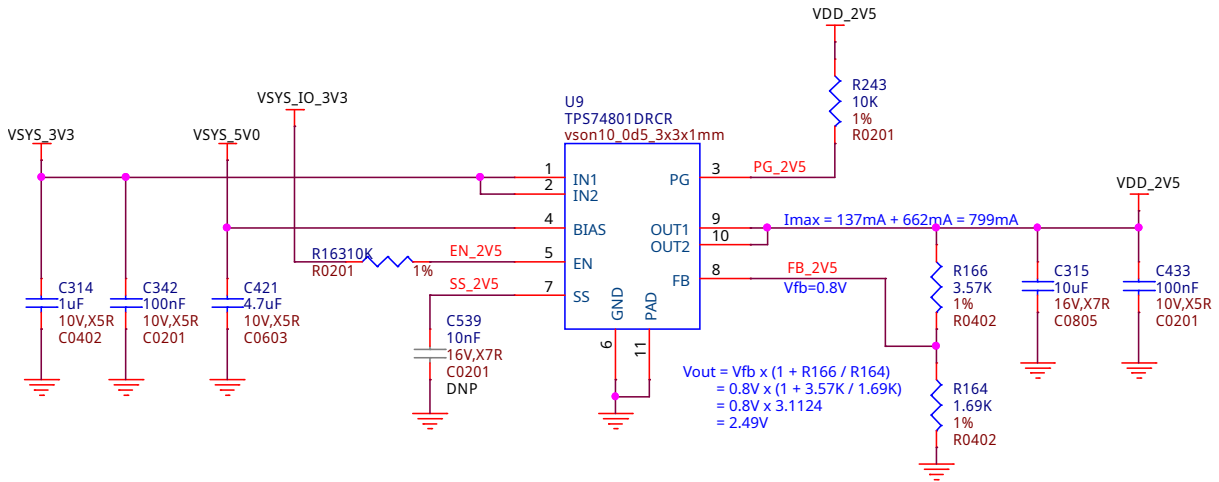 VDD_2V5
R243
10K
1%
R0201
VSYS_IO_3V3
U9
TPS74801DRCR
vson10_0d5_3x3x1mm
VSYS_3V3
VSYS_5V0
1
IN1
2
IN2
4
BIAS
5
EN
7
SS
3
PG
PG_2V5
9
OUT1
10
OUT2
8
FB
GND
PAD
6
11
VDD_2V5
Imax = 137mA + 662mA = 799mA
R16310K
R0201
1%
EN_2V5
SS_2V5
FB_2V5
Vfb=0.8V
C314
1uF
10V,X5R
C0402
C342
100nF
10V,X5R
C0201
C421
4.7uF
10V,X5R
C0603
C539
10nF
16V,X7R
C0201
DNP
R166
3.57K
1%
R0402
C315
10uF
16V,X7R
C0805
C433
100nF
10V,X5R
C0201
Vout = Vfb x (1 + R166 / R164)
= 0.8V x (1 + 3.57K / 1.69K)
= 0.8V x 3.1124
= 2.49V
R164
1.69K
1%
R0402